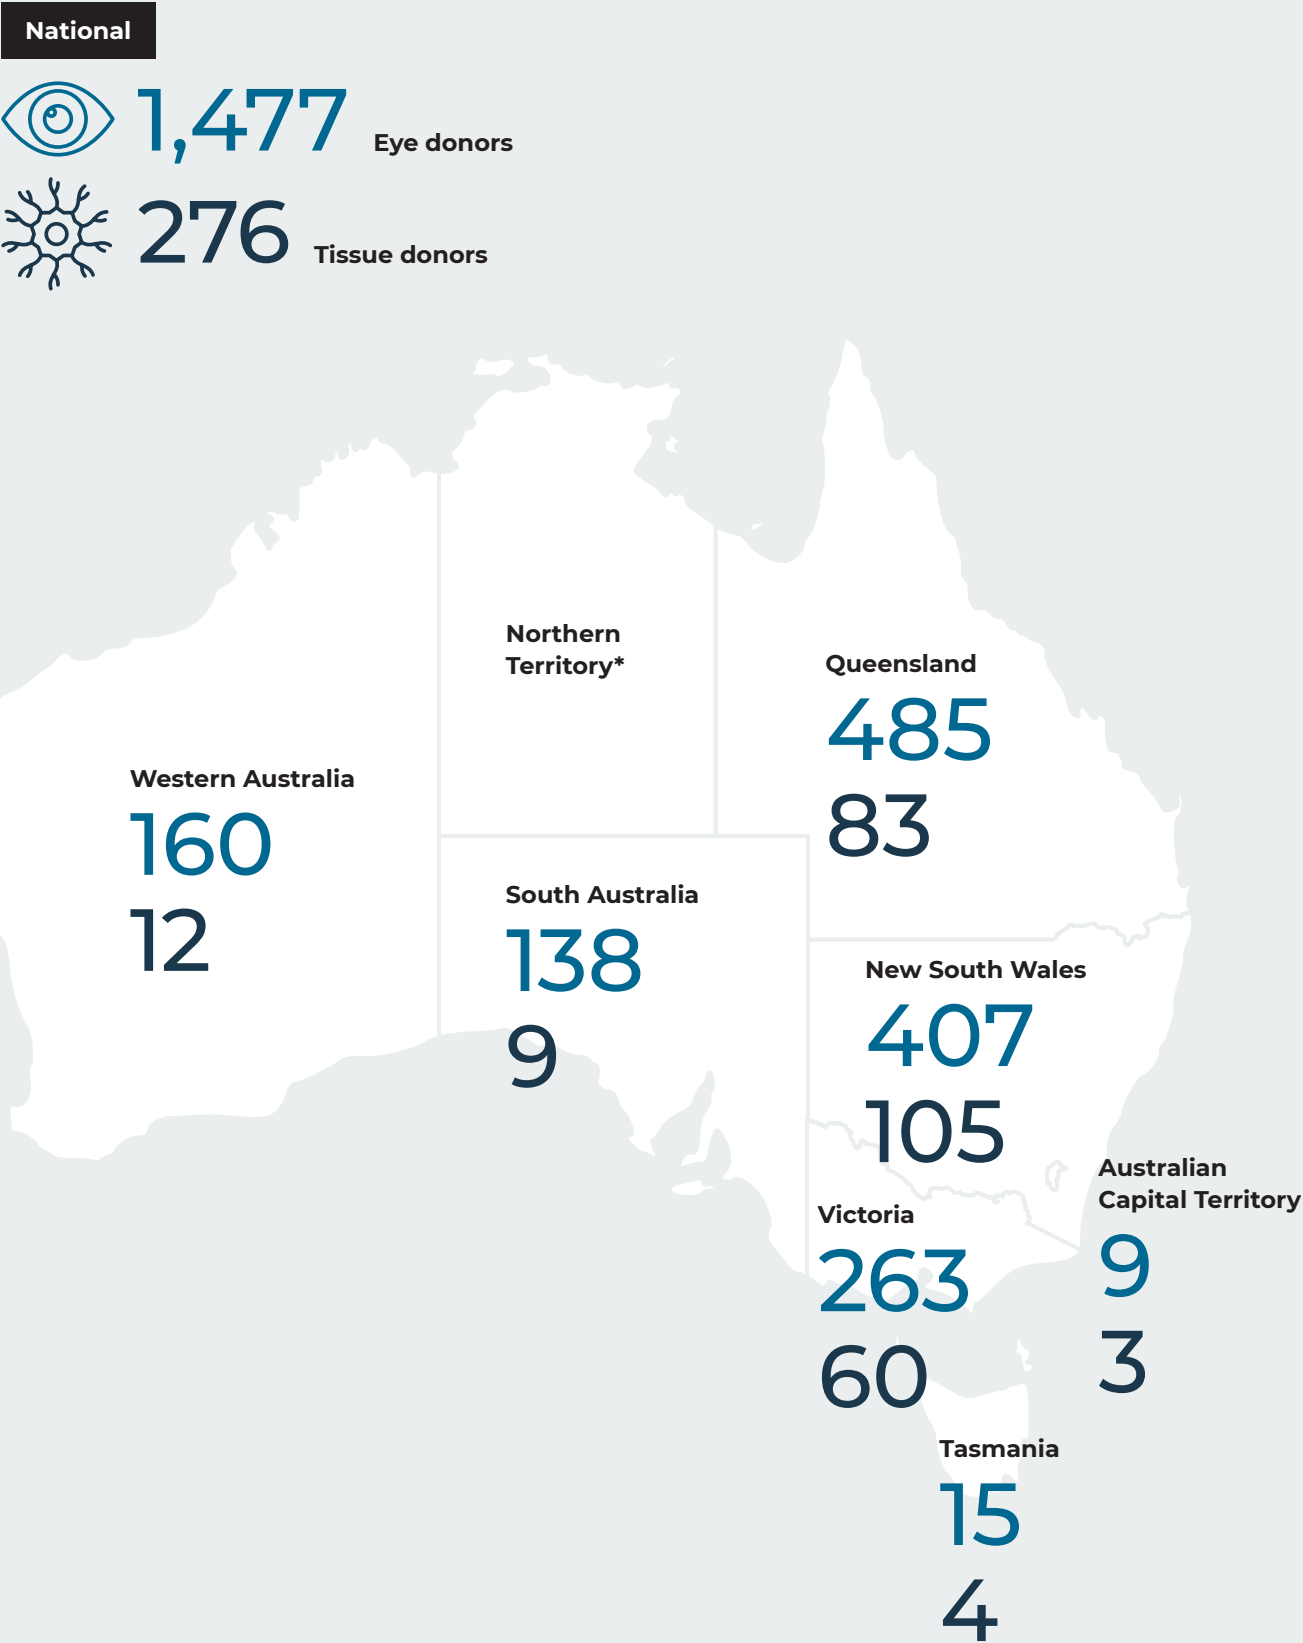 National
1,477 Eye donors
276 Tissue donors
Northern
Territory*
Queensland
485
83
Western Australia
160
12
South Australia
138
9
New South Wales
407
105
Australian
Capital Territory
9
3
Victoria
263
60
Tasmania
15
4